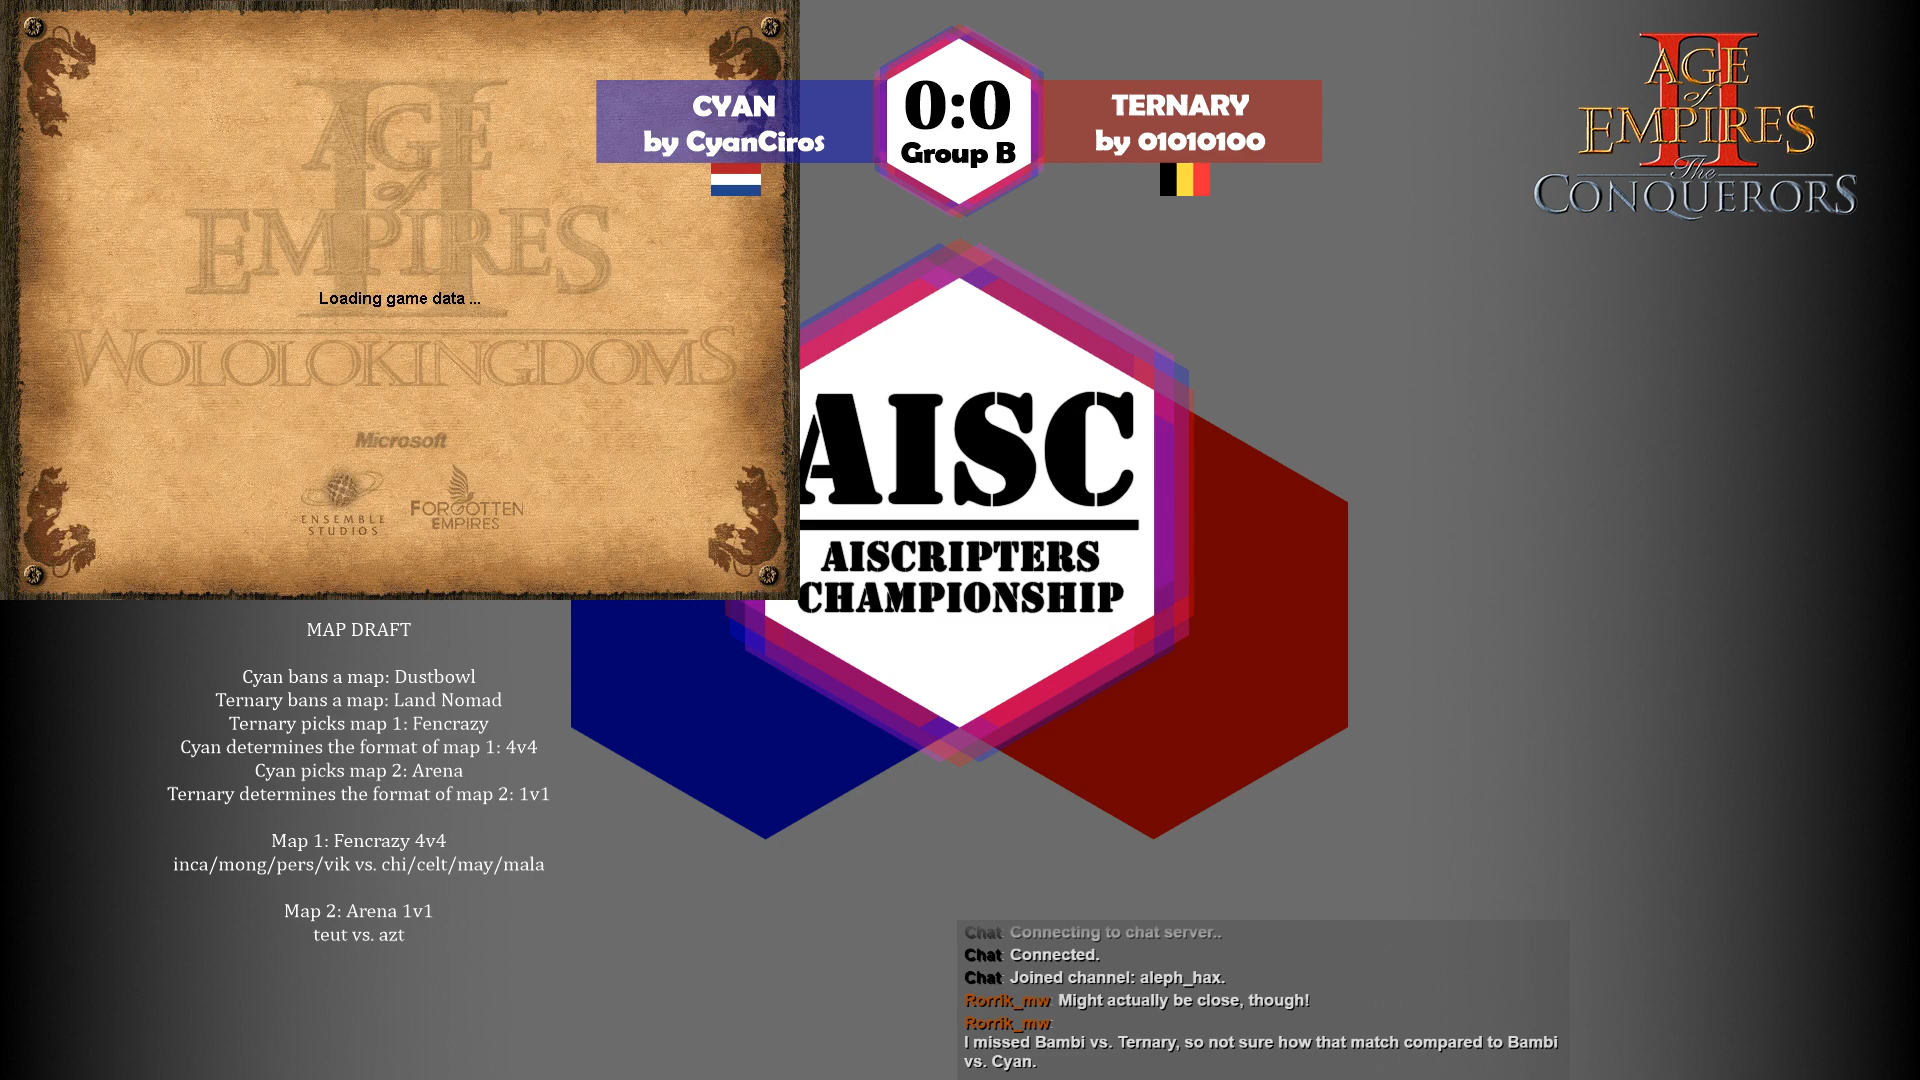 AGE
of
EMPIRES
II
WOLOLOKINGDOMS
Loading game data ...
Microsoft
ENSEMBLE
STUDIOS
FORGOTTEN
EMPIRES
CYAN
by CyanCiros
0:0
Group B
TERNARY
by 01010100
II
AGE
of
EMPIRES
The
CONQUERORS
AISC
AISCRIPTERS
CHAMPIONSHIP
MAP DRAFT
Cyan bans a map: Dustbowl
Ternary bans a map: Land Nomad
Ternary picks map 1: Fencrazy
Cyan determines the format of map 1: 4v4
Cyan picks map 2: Arena
Ternary determines the format of map 2: 1v1
Map 1: Fencrazy 4v4
inca/mong/pers/vik vs. chi/celt/may/mala
Map 2: Arena 1v1
teut vs. azt
Chat: Connecting to chat server..
Chat: Connected.
Chat: Joined channel: aleph_hax.
Rorrik_mw: Might actually be close, though!
Rorrik_mw:
I missed Bambi vs. Ternary, so not sure how that match compared to Bambi
vs. Cyan.